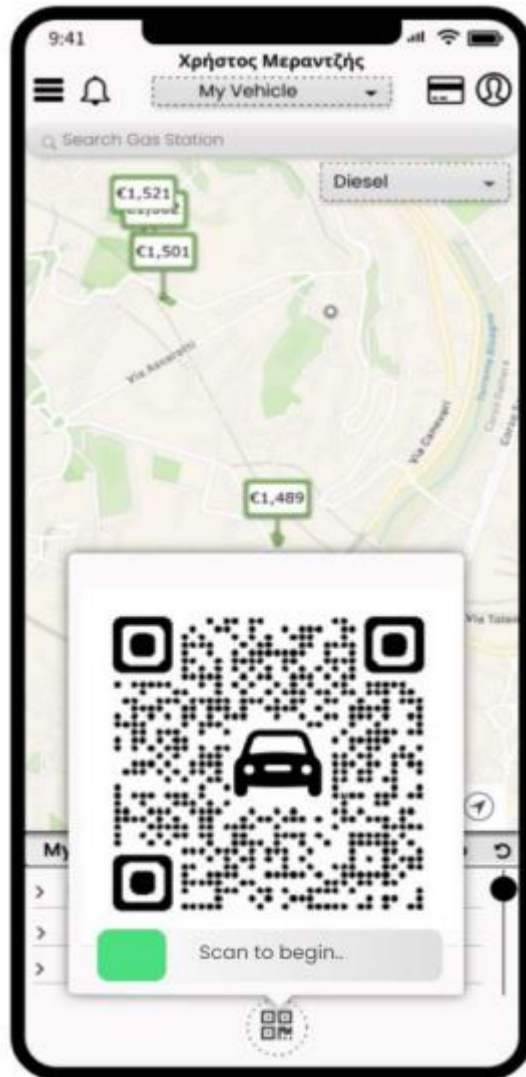 9:41
Χρήστος Μεραντζής
My Vehicle
Search Gas Station
Diesel
€1,521
€1,501
Via Assarotti
Via Canevari
€1,489
My
Scan to begin..